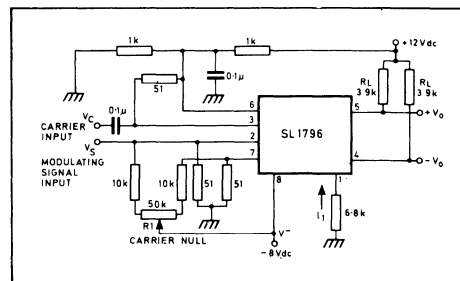 1k
1k
+12Vdc
0·1μ
51
RL
3·9k
RL
3·9k
0·1μ
VC
CARRIER
INPUT
6
3
5
+Vo
SL1796
VS
2
MODULATING
SIGNAL
INPUT
7
4
-Vo
10k
10k
51
51
8
1
50k
I1
6·8k
R1
V-
CARRIER NULL
-8Vdc